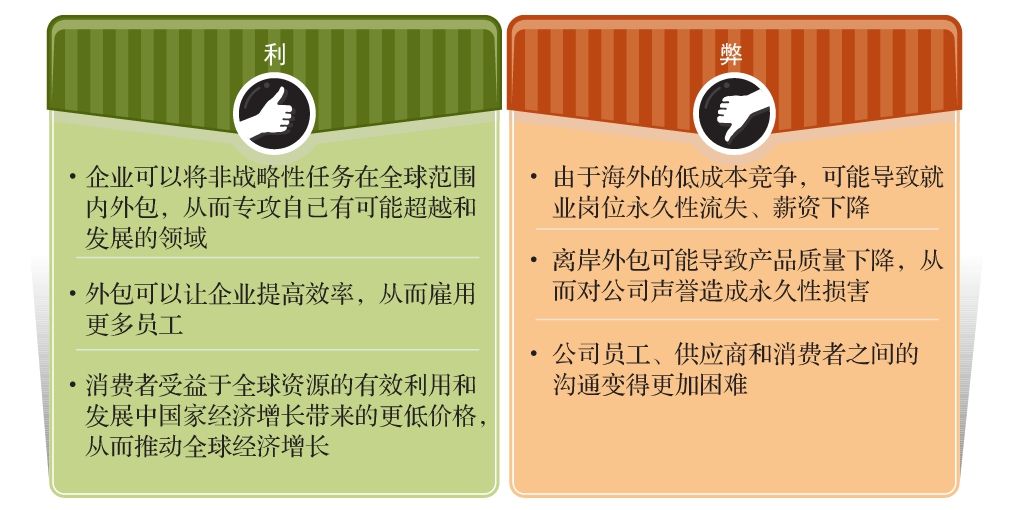 利
• 企业可以将非战略性任务在全球范围
内外包，从而专攻自己有可能超越和
发展的领域
• 外包可以让企业提高效率，从而雇用
更多员工
• 消费者受益于全球资源的有效利用和
发展中国家经济增长带来的更低价格，
从而推动全球经济增长
弊
• 由于海外的低成本竞争，可能导致就
业岗位永久性流失、薪资下降
• 离岸外包可能导致产品质量下降，从
而对公司声誉造成永久性损害
• 公司员工、供应商和消费者之间的
沟通变得更加困难